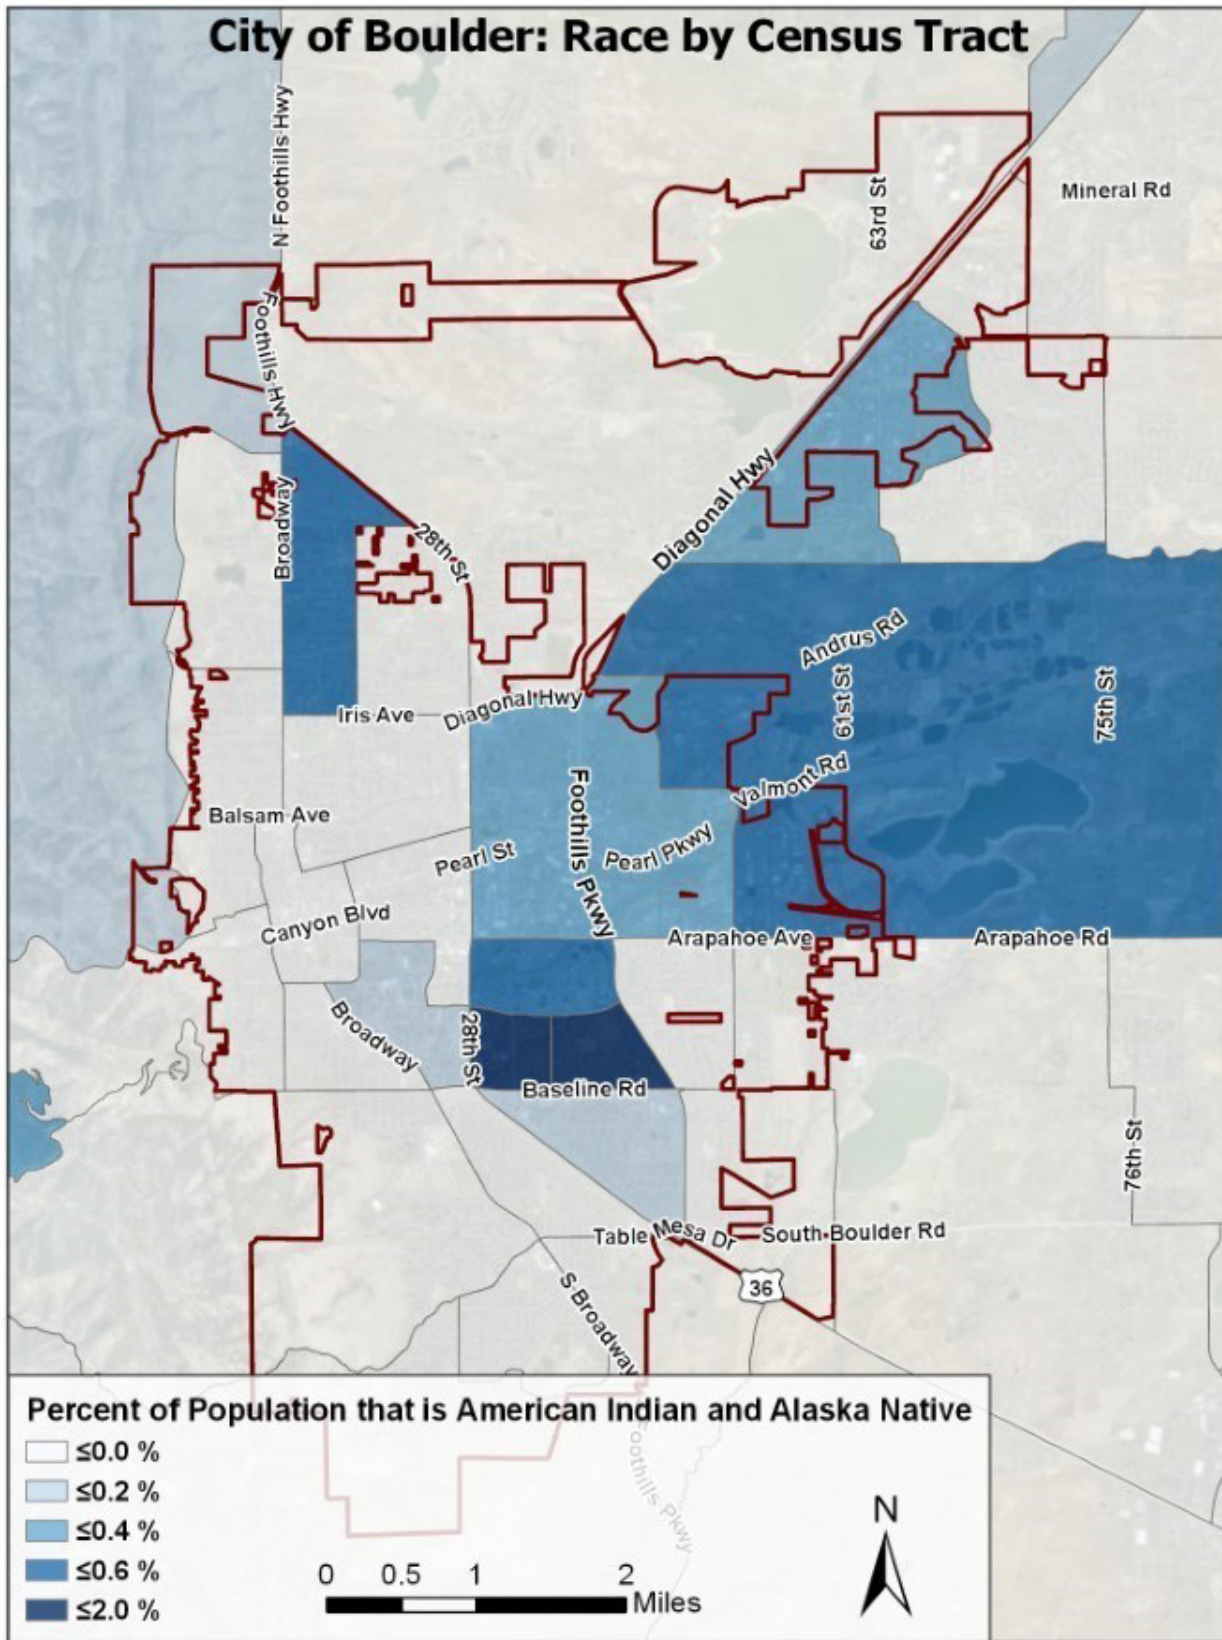 City of Boulder: Race by Census Tract
N Foothills Hwy
63rd St
Mineral Rd
Foothills Hwy
Broadway
28th St
Diagonal Hwy
Andrus Rd
61st St
75th St
Iris Ave
Diagonal Hwy
Valmont Rd
Foothills Pkwy
Balsam Ave
Pearl St
Pearl Pkwy
Canyon Blvd
Arapahoe Ave
Arapahoe Rd
Broadway
28th St
Baseline Rd
76th St
Table Mesa Dr
South Boulder Rd
36
S Broadway
Foothills Pkwy
Percent of Population that is American Indian and Alaska Native
≤0.0 %
≤0.2 %
≤0.4 %
≤0.6 %
≤2.0 %
0 0.5 1 2
Miles
N